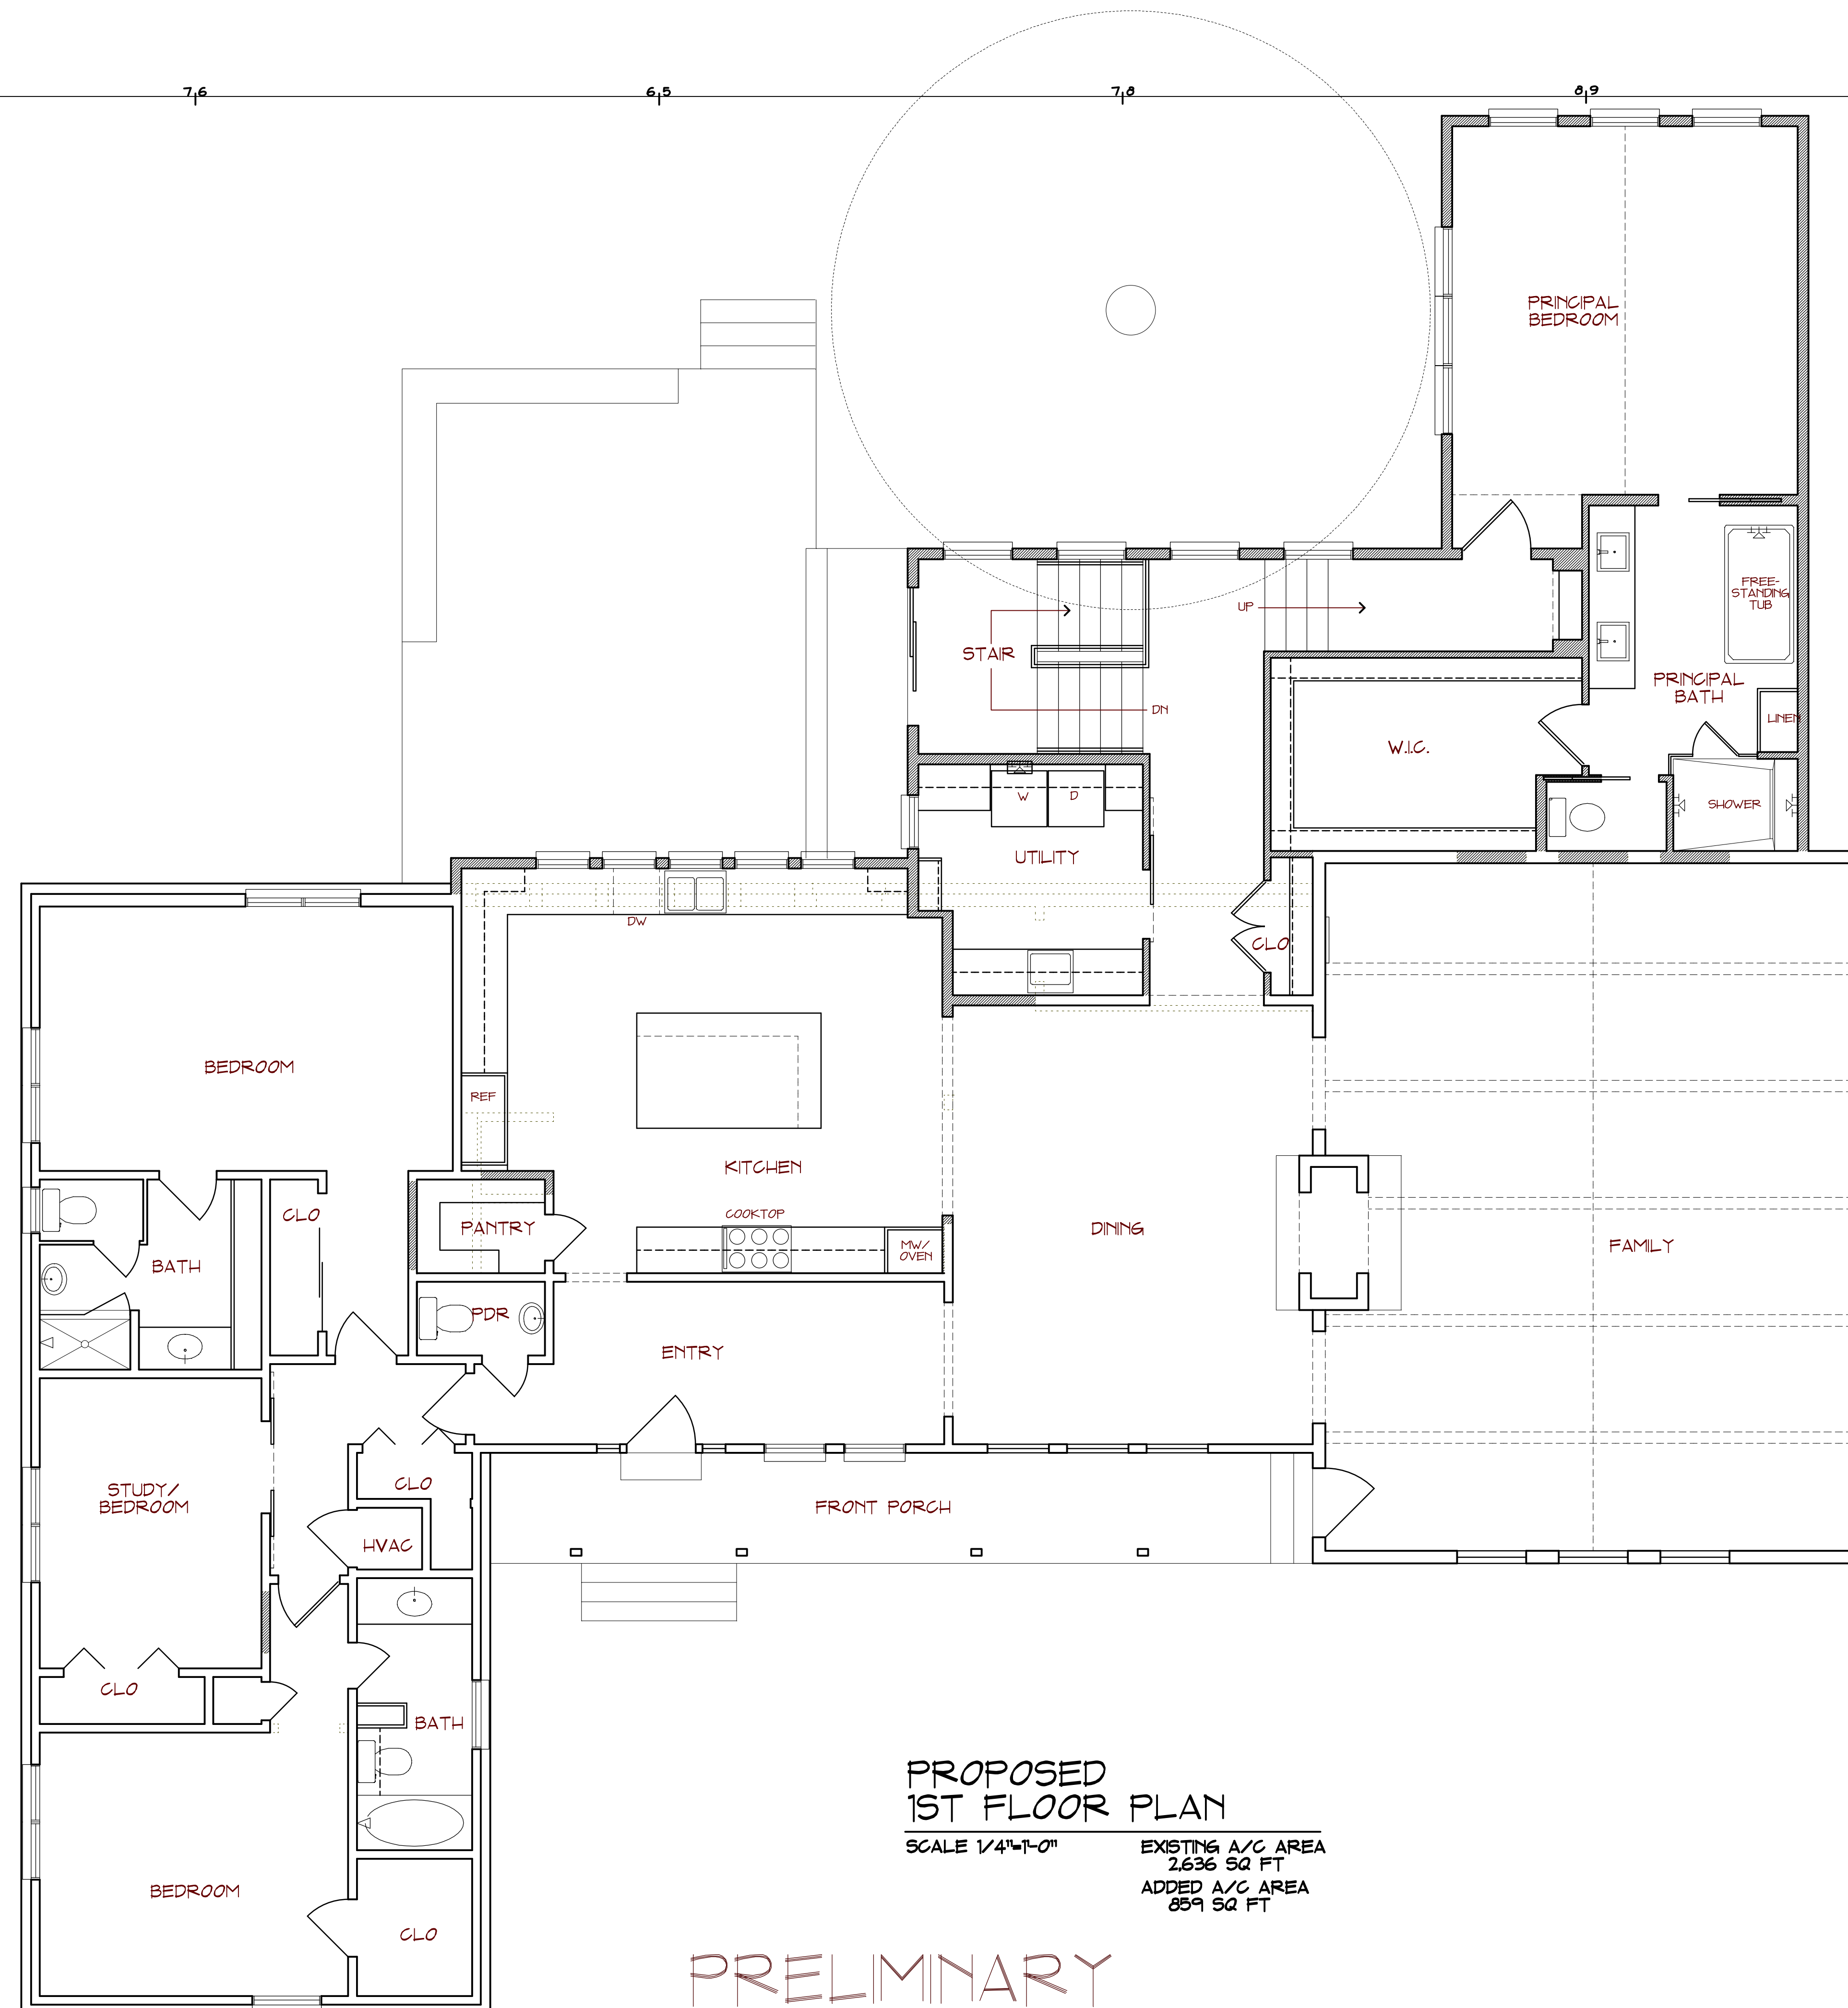 7.6 6.5 7.8 8.9
PRINCIPAL
BEDROOM
FREE-
STANDING
TUB
UP
STAIR
PRINCIPAL
BATH
DN
LINEN
W.I.C.
W D
SHOWER
UTILITY
DW
CLO
BEDROOM
REF
KITCHEN
CLO
PANTRY
COOKTOP
DINING
MW/
OVEN
FAMILY
BATH
PDR
ENTRY
CLO
STUDY/
BEDROOM
FRONT PORCH
HVAC
CLO
BATH
PROPOSED
1ST FLOOR PLAN
SCALE 1/4"=1'-0"
EXISTING A/C AREA
2,636 SQ FT
ADDED A/C AREA
859 SQ FT
BEDROOM
CLO
PRELIMINARY